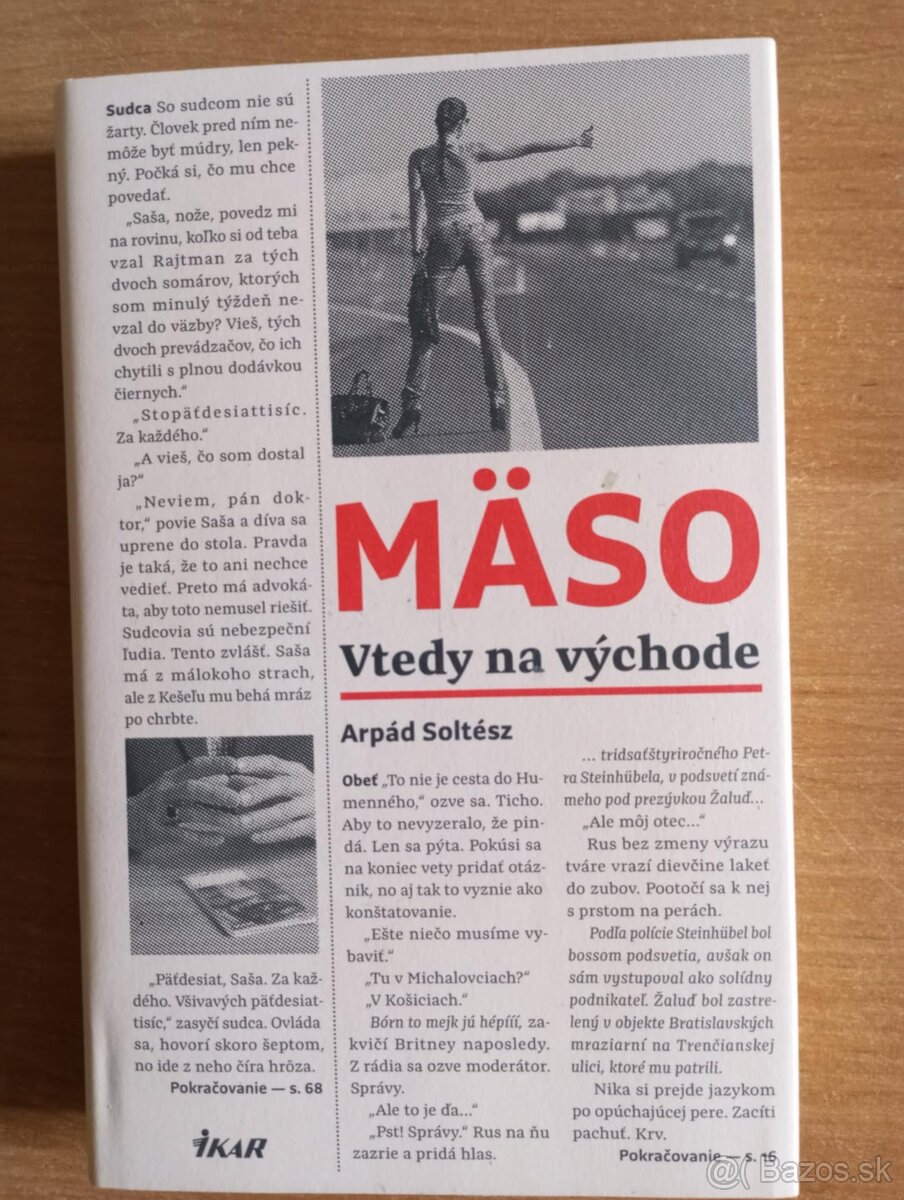 Sudca So sudcom nie sú
žarty. Človek pred ním ne-
môže byť múdry, len pek-
ný. Počká si, čo mu chce
povedať.
„Saša, nože, povedz mi
na rovinu, koľko si od teba
vzal Rajtman za tých
dvoch somárov, ktorých
som minulý týždeň ne-
vzal do väzby? Vieš, tých
dvoch prevádzačov, čo ich
chytili s plnou dodávkou
čiernych.“
„Stopäťdesiattisíc.
Za každého.“
„A vieš, čo som dostal
ja?“
„Neviem, pán dok-
tor,“ povie Saša a díva sa
uprene do stola. Pravda
je taká, že to ani nechce
vedieť. Preto má advoká-
ta, aby toto nemusel riešiť.
Sudcovia sú nebezpeční
ľudia. Tento zvlášť. Saša
má z málokoho strach,
ale z Kešeľu mu behá mráz
po chrbte.
„Päťdesiat, Saša. Za kaž-
dého. Všivavých päťdesiat-
tisíc,“ zasyčí sudca. Ovláda
sa, hovorí skoro šeptom,
no ide z neho číra hrôza.
Pokračovanie — s. 68
iKAR
MÄSO
Vtedy na východe
Arpád Soltész
Obeť „To nie je cesta do Hu-
menného,“ ozve sa. Ticho.
Aby to nevyzeralo, že pin-
dá. Len sa pýta. Pokúsi sa
na koniec vety pridať otáz-
nik, no aj tak to vyznie ako
konštatovanie.
„Ešte niečo musíme vy-
baviť.“
„Tu v Michalovciach?“
„V Košiciach.“
Bórn to mejk jú hépííí, za-
kvičí Britney naposledy.
Z rádia sa ozve moderátor.
Správy.
„Ale to je ďa...“
„Pst! Správy.“ Rus na ňu
zazrie a pridá hlas.
... tridsaťštyriročného Pet-
ra Steinhübela, v podsvetí zná-
meho pod prezývkou Žaluď...
„Ale môj otec...“
Rus bez zmeny výrazu
tváre vrazí dievčine lakeť
do zubov. Pootočí sa k nej
s prstom na perách.
Podľa polície Steinhübel bol
bossom podsvetia, avšak on
sám vystupoval ako solídny
podnikateľ. Žaluď bol zastre-
lený v objekte Bratislavských
mraziarní na Trenčianskej
ulici, ktoré mu patrili.
Nika si prejde jazykom
po opúchajúcej pere. Zacíti
pachuť. Krv.
Pokračovanie — s. 16
@( Bazos.sk